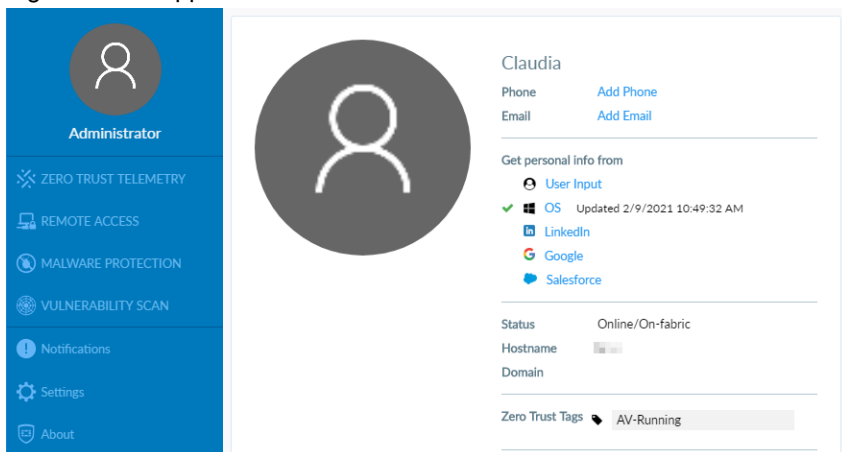 Administrator
ZERO TRUST TELEMETRY
REMOTE ACCESS
MALWARE PROTECTION
VULNERABILITY SCAN
Notifications
Settings
About
Claudia
Phone Add Phone
Email Add Email
Get personal info from
User Input
OS Updated 2/9/2021 10:49:32 AM
LinkedIn
Google
Salesforce
Status Online/On-fabric
Hostname
Domain
Zero Trust Tags AV-Running